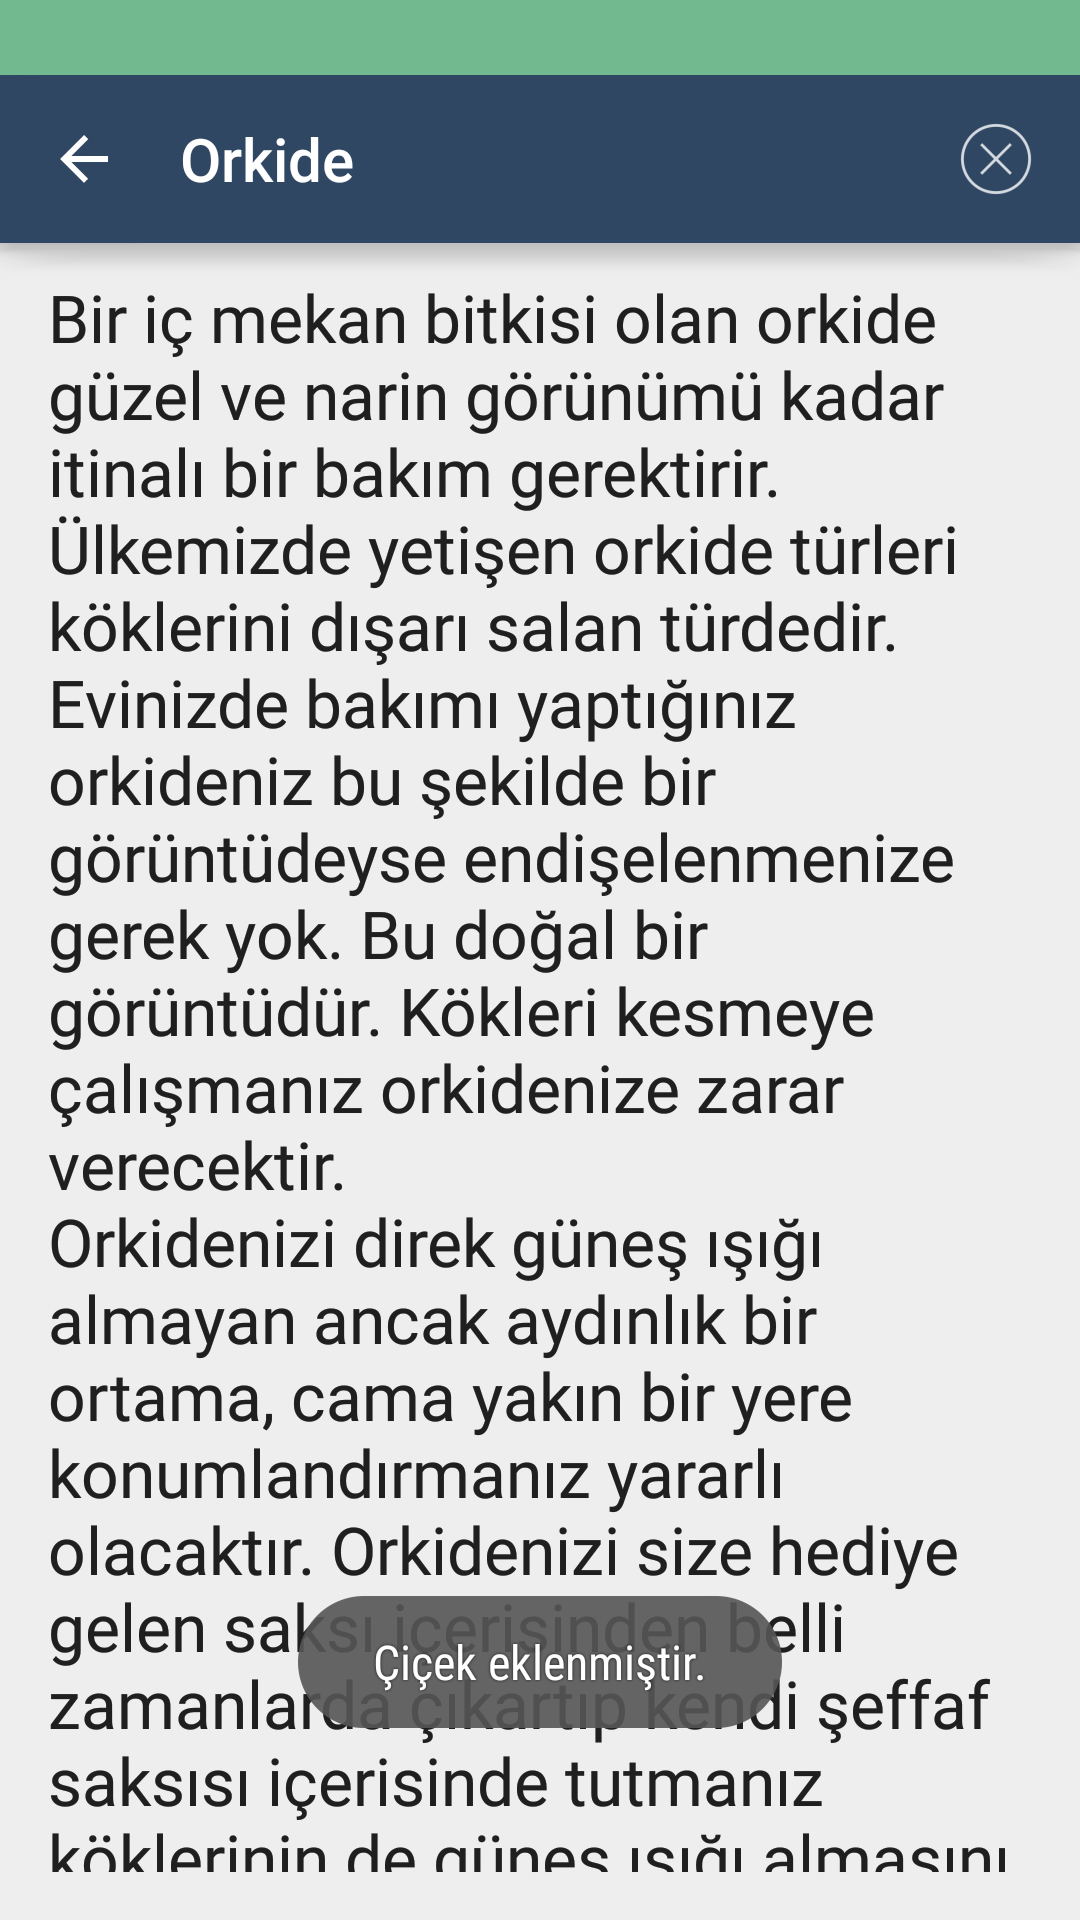 Orkide
Bir iç mekan bitkisi olan orkide
güzel ve narin görünümü kadar
itinalı bir bakım gerektirir.
Ülkemizde yetişen orkide türleri
köklerini dışarı salan türdedir.
Evinizde bakımı yaptığınız
orkideniz bu şekilde bir
görüntüdeyse endişelenmenize
gerek yok. Bu doğal bir
görüntüdür. Kökleri kesmeye
çalışmanız orkidenize zarar
verecektir.
Orkidenizi direk güneş ışığı
almayan ancak aydınlık bir
ortama, cama yakın bir yere
konumlandırmanız yararlı
olacaktır. Orkidenizi size hediye
gelen saksı içerisinden belli
Çiçek eklenmiştir.
zamanlarda çıkartıp kendi şeffaf
saksısı içerisinde tutmanız
köklerinin de güneş ışığı almasını